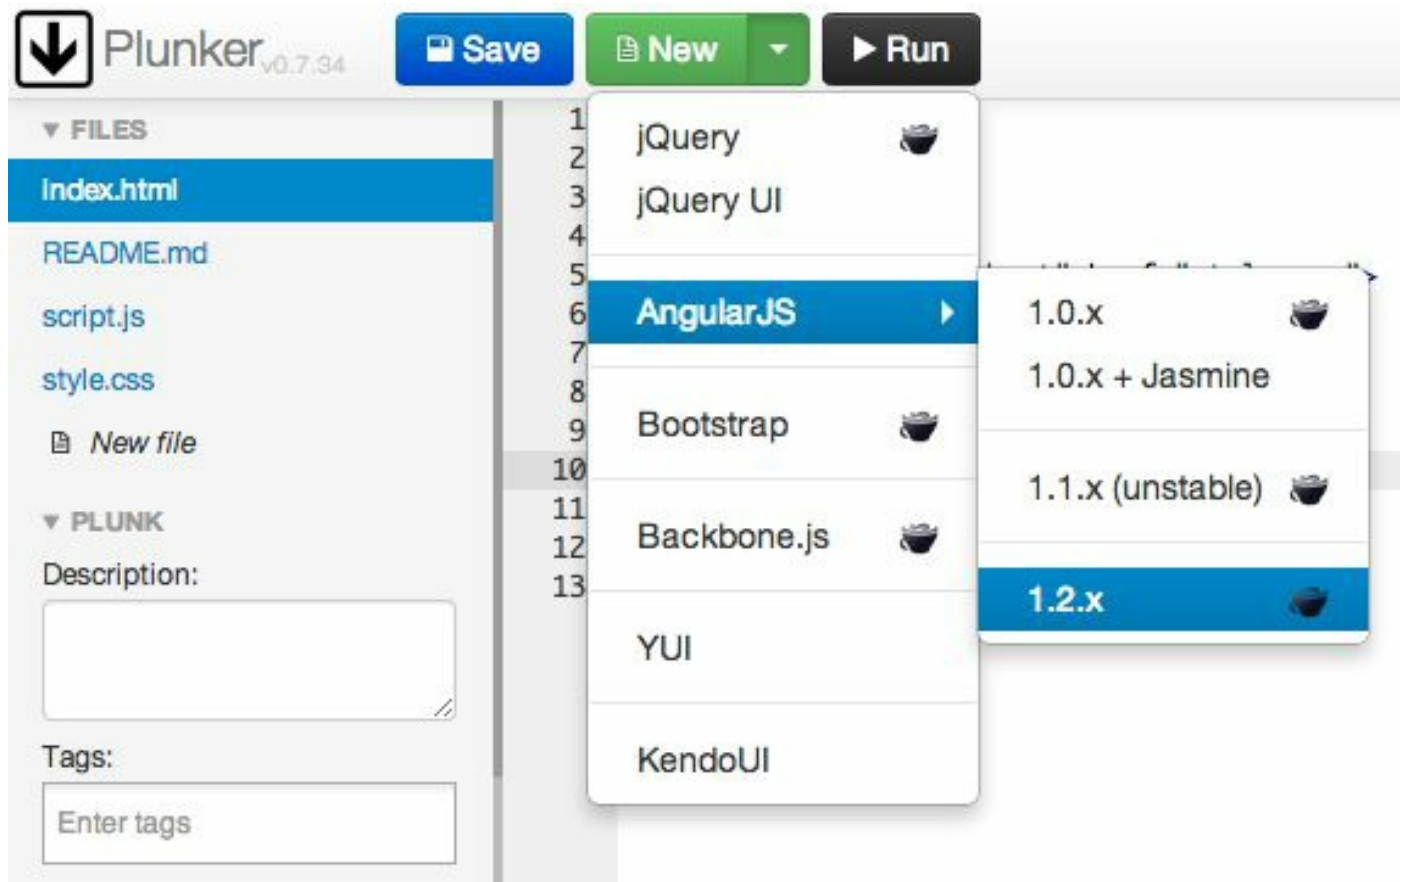 Plunker v0.7.34
Save
New
Run
FILES
index.html
README.md
script.js
style.css
New file
PLUNK
Description:
Tags:
Enter tags
1
2
3
4
5
6
7
8
9
10
11
12
13
jQuery
jQuery UI
AngularJS
Bootstrap
Backbone.js
YUI
KendoUI
1.0.x
1.0.x + Jasmine
1.1.x (unstable)
1.2.x